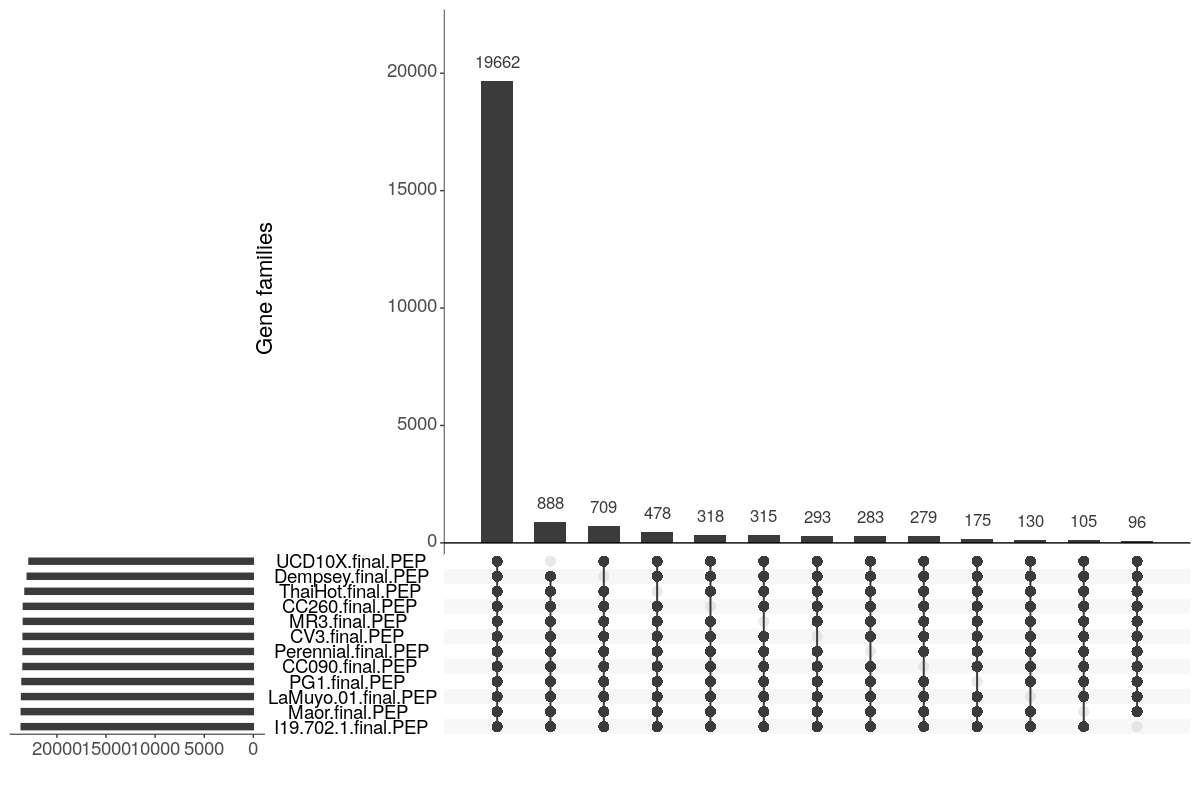 19662
20000
15000
Gene families
10000
5000
888
709
478
318
315
293
283
279
175
130
105
96
0
UCD10X.final.PEP
Dempsey.final.PEP
ThaiHot.final.PEP
CC260.final.PEP
MR3.final.PEP
CV3.final.PEP
Perennial.final.PEP
CC090.final.PEP
PG1.final.PEP
LaMuyo.01.final.PEP
Maor.final.PEP
I19.702.1.final.PEP
20000 15000 10000 5000 0